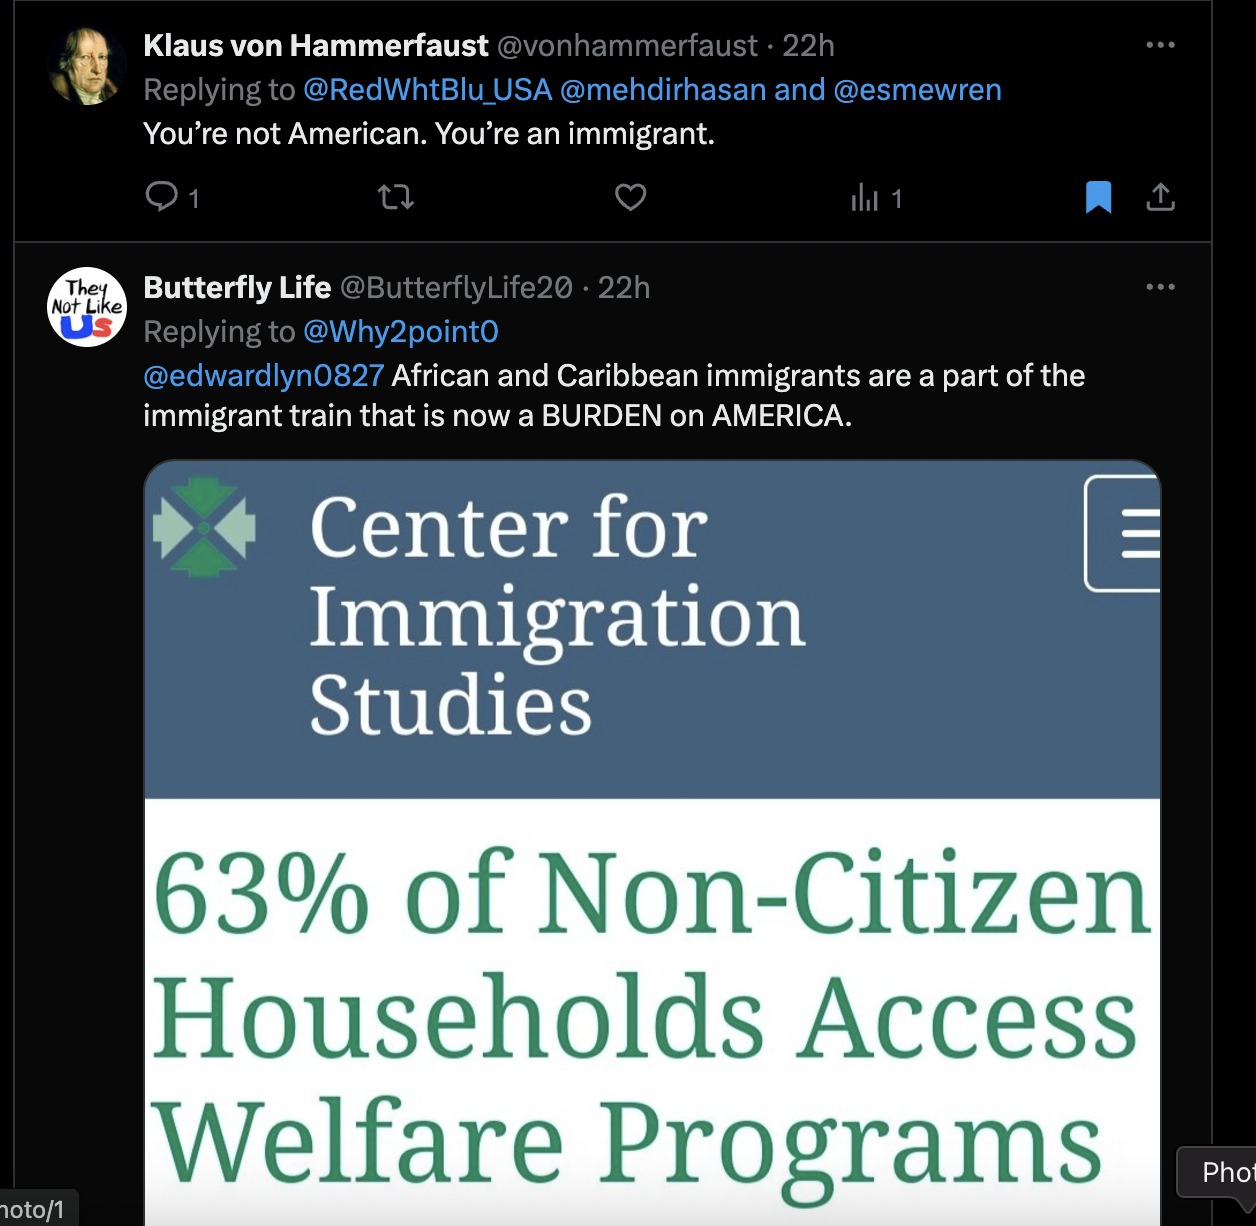 Klaus von Hammerfaust @vonhammerfaust · 22h
Replying to @RedWhtBlu_USA @mehdirhasan and @esmewren
You’re not American. You’re an immigrant.
1 1
They
Not Like
US
Butterfly Life @ButterflyLife20 · 22h
Replying to @Why2point0
@edwardlyn0827 African and Caribbean immigrants are a part of the
immigrant train that is now a BURDEN on AMERICA.
Center for
Immigration
Studies
63% of Non-Citizen
Households Access
Welfare Programs
Phot
hoto/1